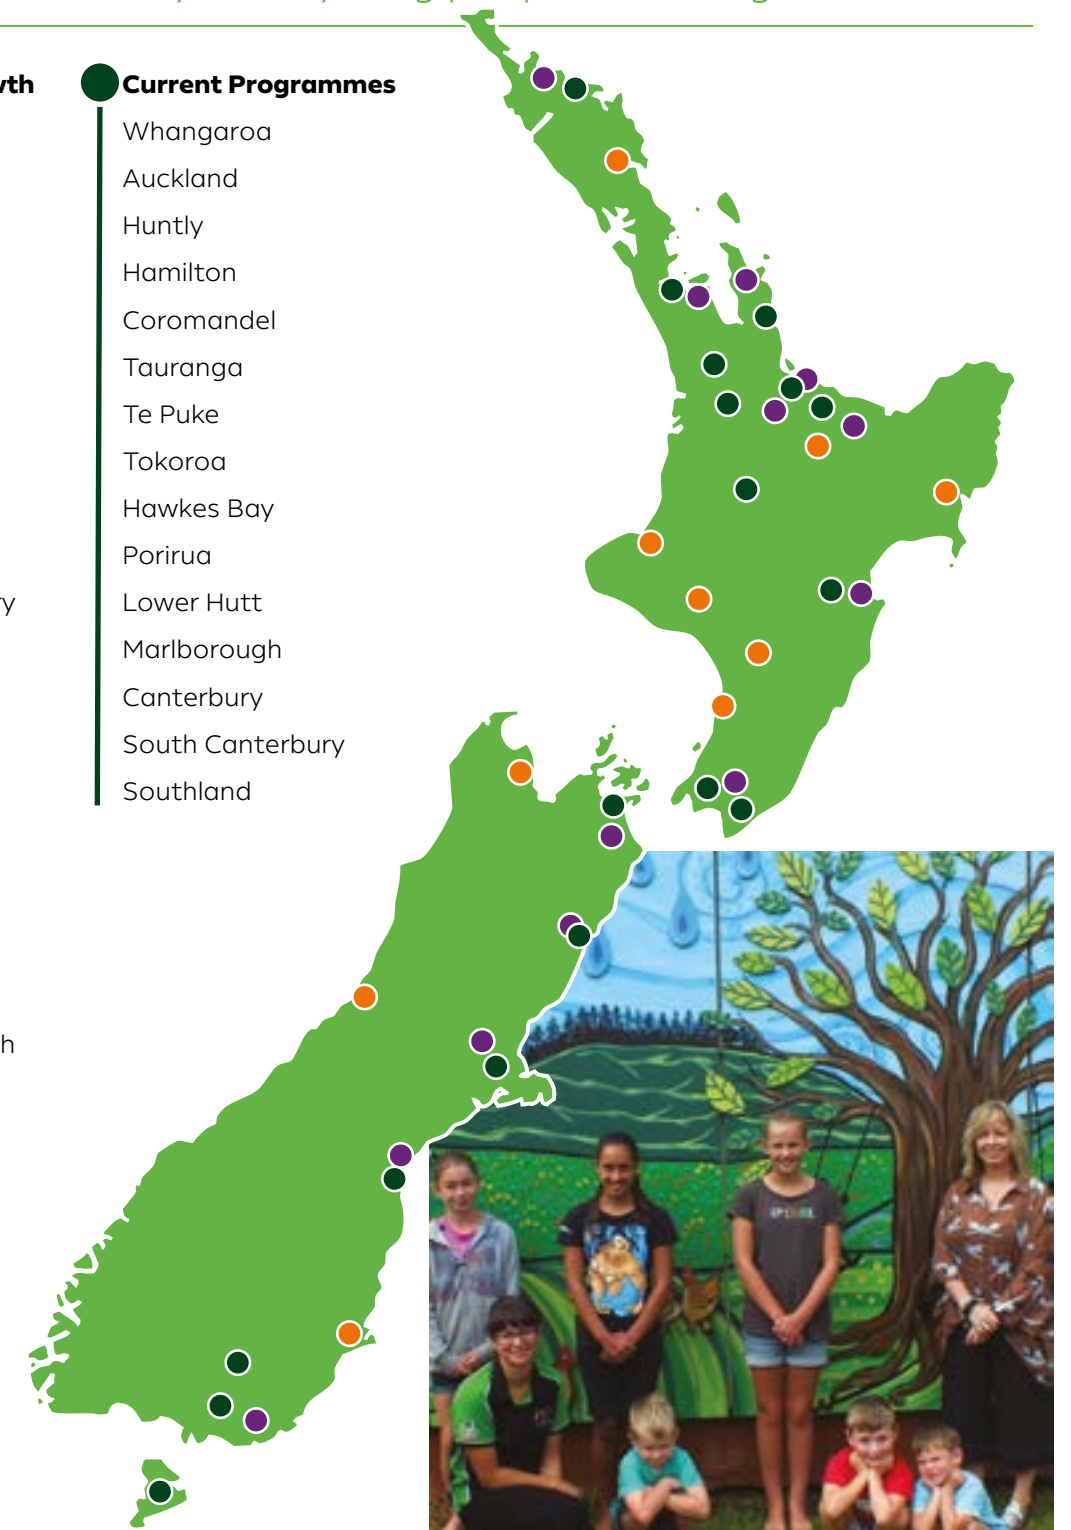 Current Programmes
Whangaroa
Auckland
Huntly
Hamilton
Coromandel
Tauranga
Te Puke
Tokoroa
Hawkes Bay
Porirua
Lower Hutt
Marlborough
Canterbury
South Canterbury
Southland